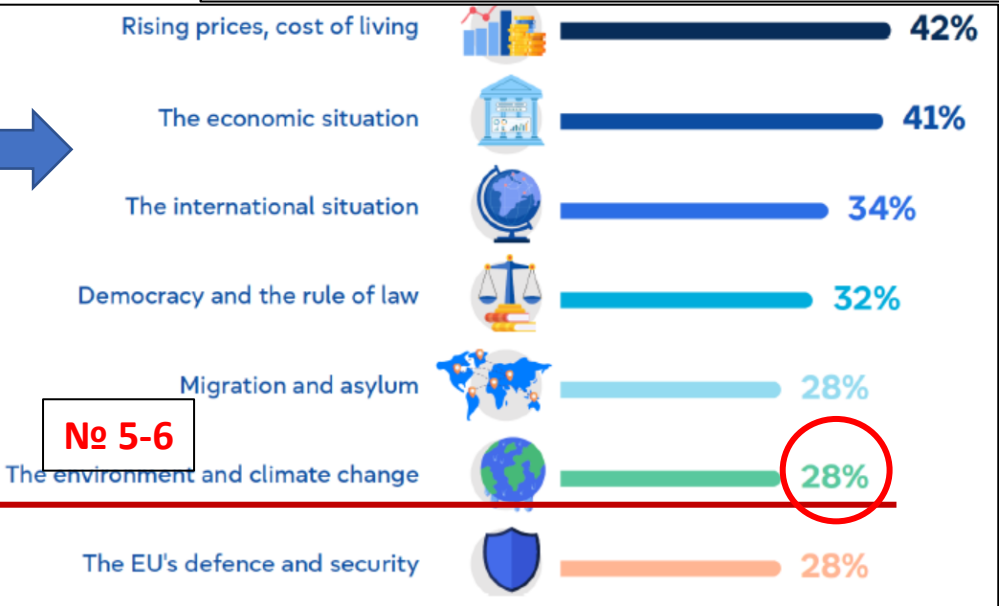 Rising prices, cost of living 42%
The economic situation 41%
The international situation 34%
Democracy and the rule of law 32%
Migration and asylum 28%
№ 5-6
The environment and climate change 28%
The EU's defence and security 28%